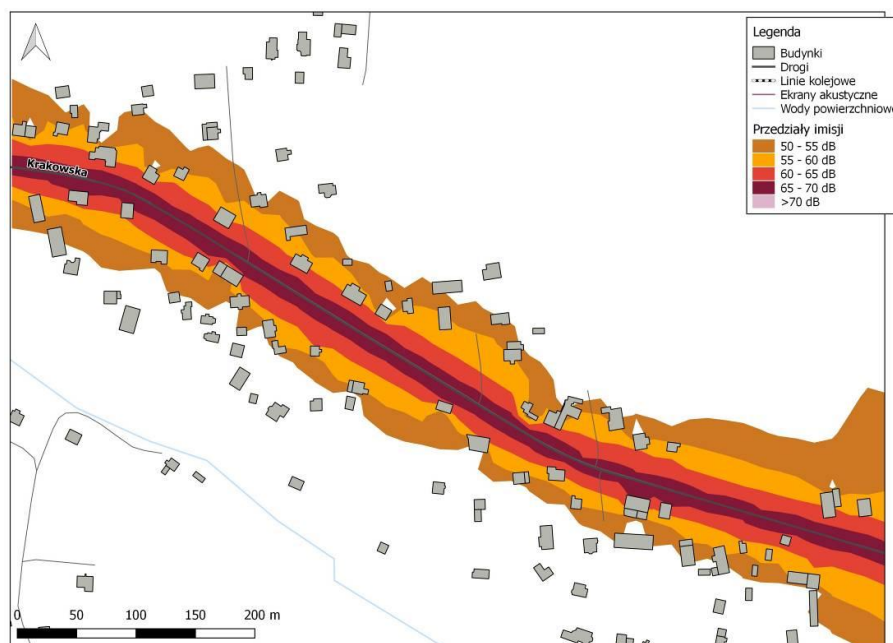 Legenda
Budynki
Drogi
Linie kolejowe
Ekrany akustyczne
Wody powierzchniowe
Przedziały imisji
50 - 55 dB
55 - 60 dB
60 - 65 dB
65 - 70 dB
>70 dB
Krakowska
0 50 100 150 200 m